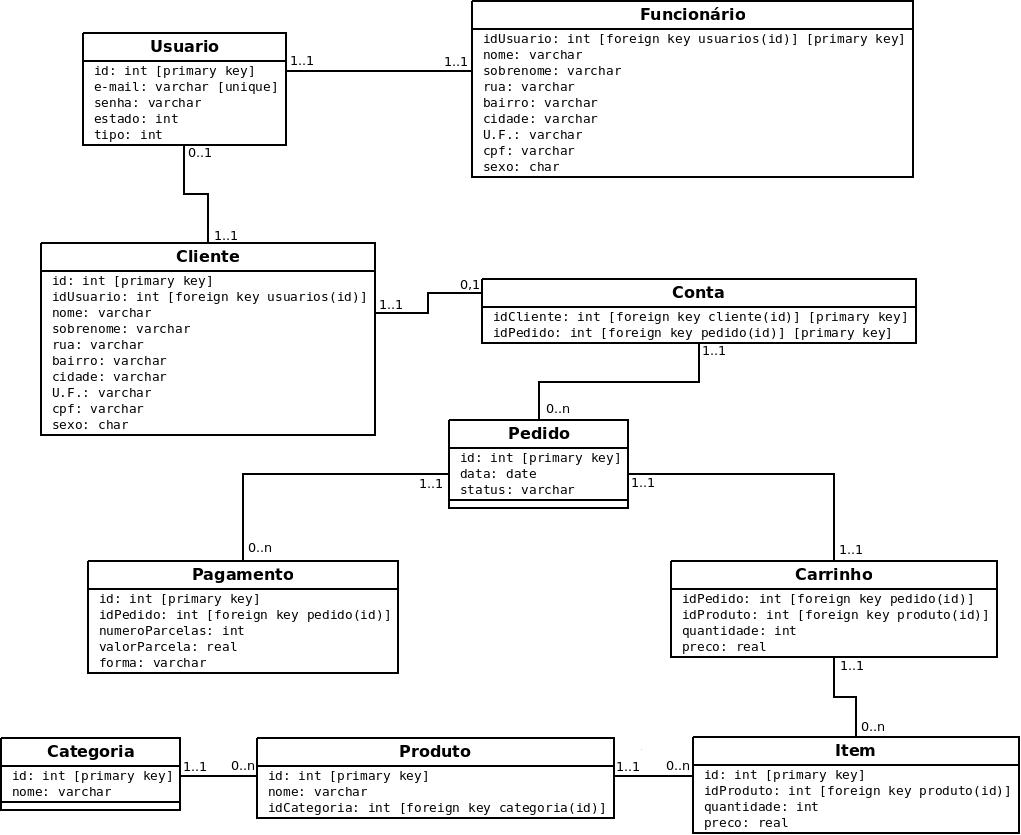 Usuario
id: int [primary key]
e-mail: varchar [unique]
senha: varchar
estado: int
tipo: int
1..1
1..1
Funcionário
idUsuario: int [foreign key usuarios(id)] [primary key]
nome: varchar
sobrenome: varchar
rua: varchar
bairro: varchar
cidade: varchar
U.F.: varchar
cpf: varchar
sexo: char
0..1
1..1
Cliente
id: int [primary key]
idUsuario: int [foreign key usuarios(id)]
nome: varchar
sobrenome: varchar
rua: varchar
bairro: varchar
cidade: varchar
U.F.: varchar
cpf: varchar
sexo: char
1..1
0,1
Conta
idCliente: int [foreign key cliente(id)] [primary key]
idPedido: int [foreign key pedido(id)] [primary key]
1..1
0..n
Pedido
id: int [primary key]
data: date
status: varchar
1..1
1..1
0..n
1..1
Pagamento
id: int [primary key]
idPedido: int [foreign key pedido(id)]
numeroParcelas: int
valorParcela: real
forma: varchar
Carrinho
idPedido: int [foreign key pedido(id)]
idProduto: int [foreign key produto(id)]
quantidade: int
preco: real
1..1
0..n
Categoria
id: int [primary key]
nome: varchar
1..1
0..n
Produto
id: int [primary key]
nome: varchar
idCategoria: int [foreign key categoria(id)]
1..1
0..n
Item
id: int [primary key]
idProduto: int [foreign key produto(id)]
quantidade: int
preco: real